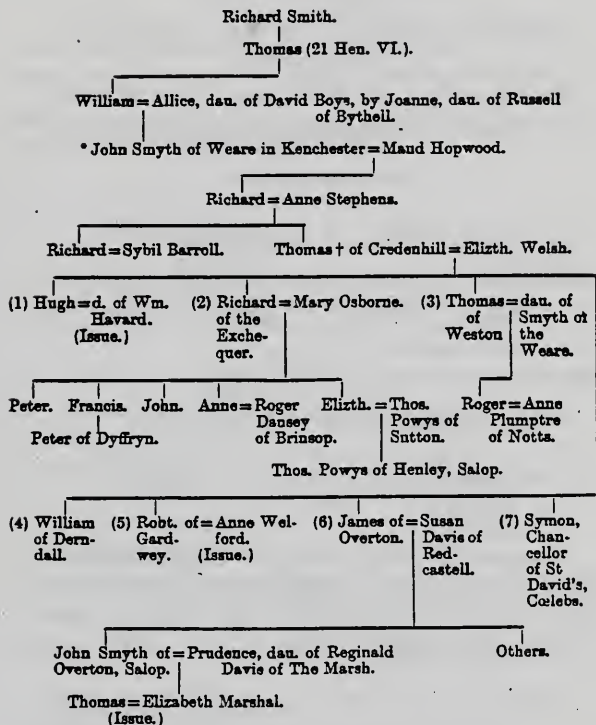 Richard Smith.
Thomas (21 Hen. VI.).
William = Allice, dau. of David Boys, by Joanne, dau. of Russell
of Bythell.
* John Smyth of Weare in Kenchester = Maud Hopwood.
Richard = Anne Stephens.
Richard = Sybil Barroll. Thomas † of Credenhill = Elizth. Welsh.
(1) Hugh = d. of Wm. (2) Richard = Mary Osborne. (3) Thomas = dau. of
Havard. of the of Smyth of
(Issue.) Exche- Weston the
quer. Weare.
Peter. Francis. John. Anne = Roger Elizth. = Thos. Roger = Anne
Dansey Powys of Plumptre
Peter of Dyffryn. of Brinsop. Sutton. of Notts.
Thos. Powys of Henley, Salop.
(4) William (5) Robt. of = Anne Wel- (6) James of = Susan (7) Symon,
of Dern- Gard- ford. Overton. Davis of Chan-
dall. wey. (Issue.) Red- cellor
castell. of St
David's,
Cœlebs.
John Smyth of = Prudence, dau. of Reginald Others.
Overton, Salop. Davie of The Marsh.
Thomas = Elizabeth Marshal.
(Issue.)